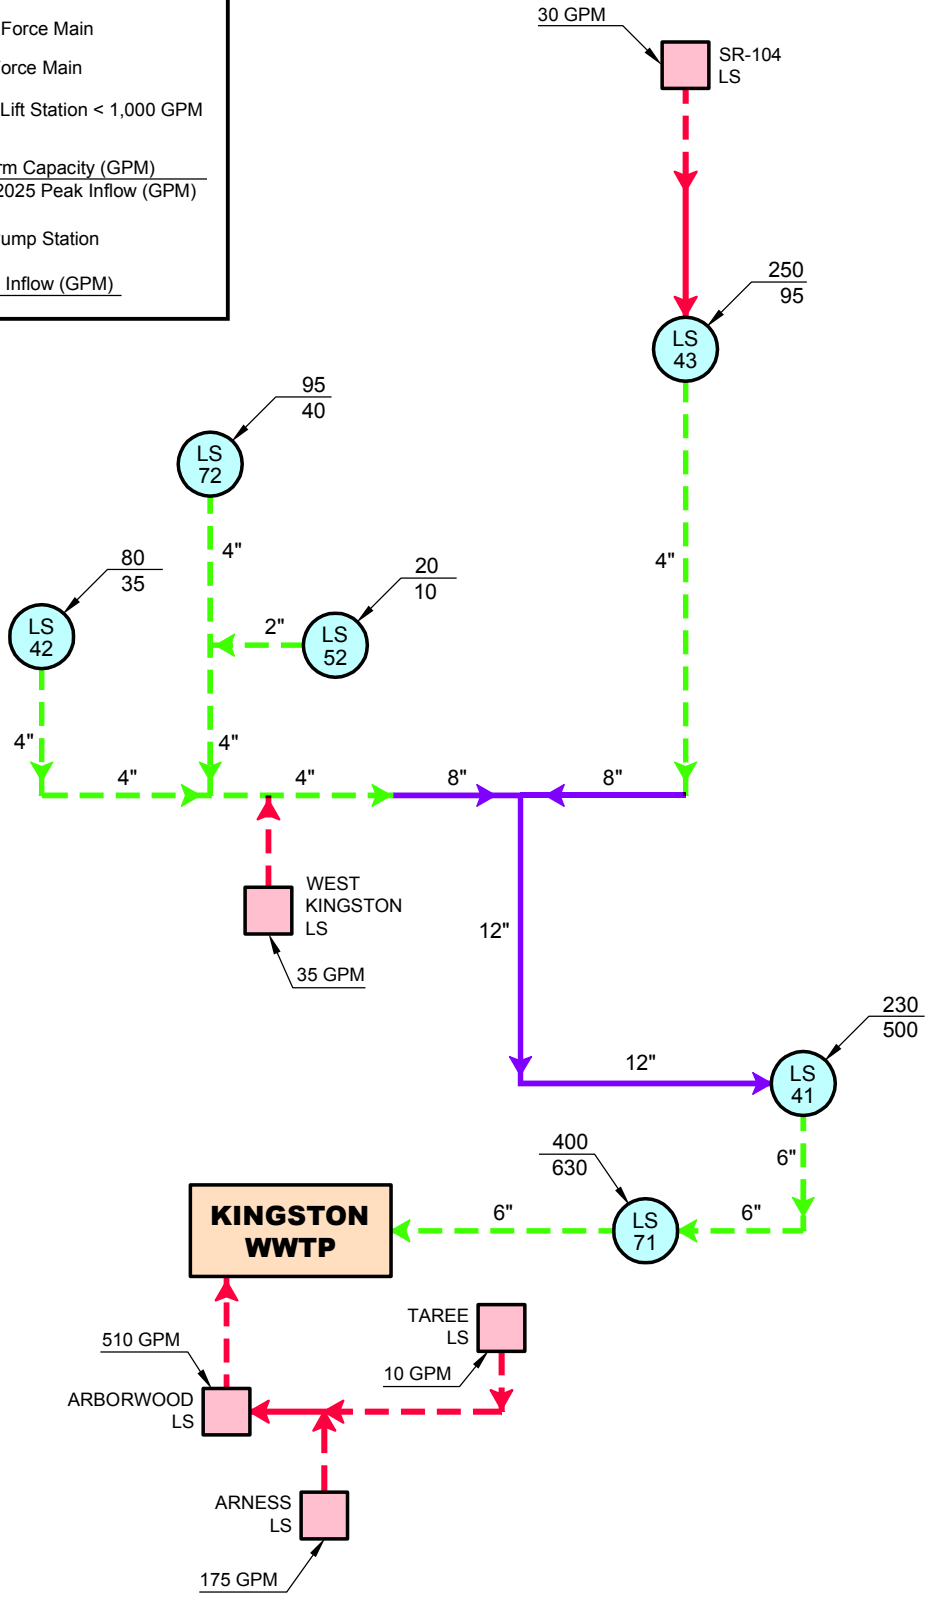 Force Main
orce Main
Lift Station < 1,000 GPM
rm Capacity (GPM)
2025 Peak Inflow (GPM)
ump Station
Inflow (GPM)
30 GPM
SR-104
LS
250
95
LS
43
95
40
LS
72
4"
4"
80
35
20
10
LS
42
2"
LS
52
4"
4"
4"
4"
8"
8"
WEST
KINGSTON
LS
12"
35 GPM
230
500
12"
LS
41
400
630
6"
KINGSTON
WWTP
6"
LS
71
6"
TAREE
LS
510 GPM
10 GPM
ARBORWOOD
LS
ARNESS
LS
175 GPM